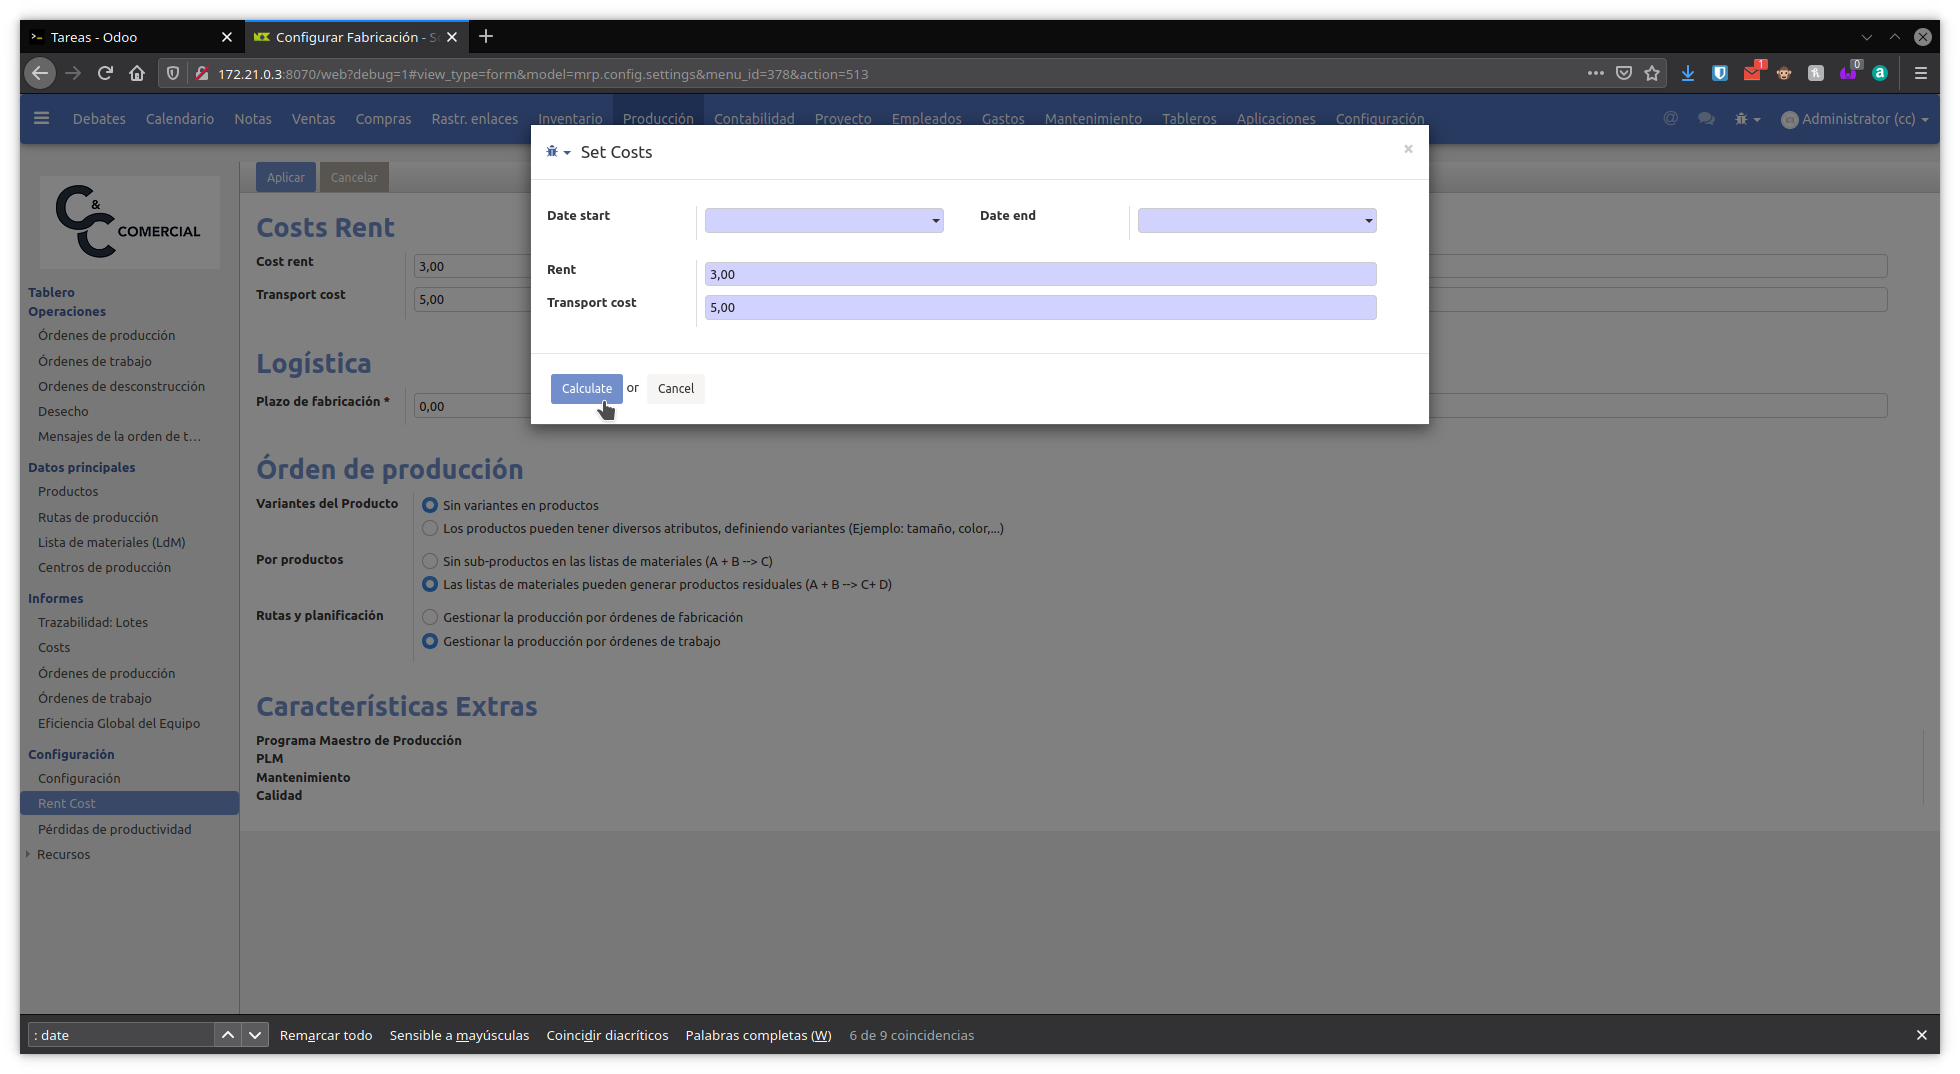 Tareas - Odoo
Configurar Fabricación - S
172.21.0.3:8070/web?debug=1#view_type=form&model=mrp.config.settings&menu_id=378&action=513
1
0
a
Debates Calendario Notas Ventas Compras Rastr. enlaces Inventario Producción Contabilidad Proyecto Empleados Gastos Mantenimiento Tableros Aplicaciones Configuración
@ Administrator (cc)
Set Costs
×
Date start
Date end
Rent 3,00
Transport cost 5,00
Calculate or Cancel
Aplicar Cancelar
C&C COMERCIAL
Costs Rent
Cost rent 3,00
Transport cost 5,00
Logística
Plazo de fabricación * 0,00
Órden de producción
Variantes del Producto
Sin variantes en productos
Los productos pueden tener diversos atributos, definiendo variantes (Ejemplo: tamaño, color,...)
Por productos
Sin sub-productos en las listas de materiales (A + B --> C)
Las listas de materiales pueden generar productos residuales (A + B --> C+ D)
Rutas y planificación
Gestionar la producción por órdenes de fabricación
Gestionar la producción por órdenes de trabajo
Características Extras
Programa Maestro de Producción
PLM
Mantenimiento
Calidad
Tablero
Operaciones
Órdenes de producción
Órdenes de trabajo
Ordenes de desconstrucción
Desecho
Mensajes de la orden de t...
Datos principales
Productos
Rutas de producción
Lista de materiales (LdM)
Centros de producción
Informes
Trazabilidad: Lotes
Costs
Órdenes de producción
Órdenes de trabajo
Eficiencia Global del Equipo
Configuración
Configuración
Rent Cost
Pérdidas de productividad
Recursos
: date
Remarcar todo Sensible a mayúsculas Coincidir diacríticos Palabras completas (W) 6 de 9 coincidencias